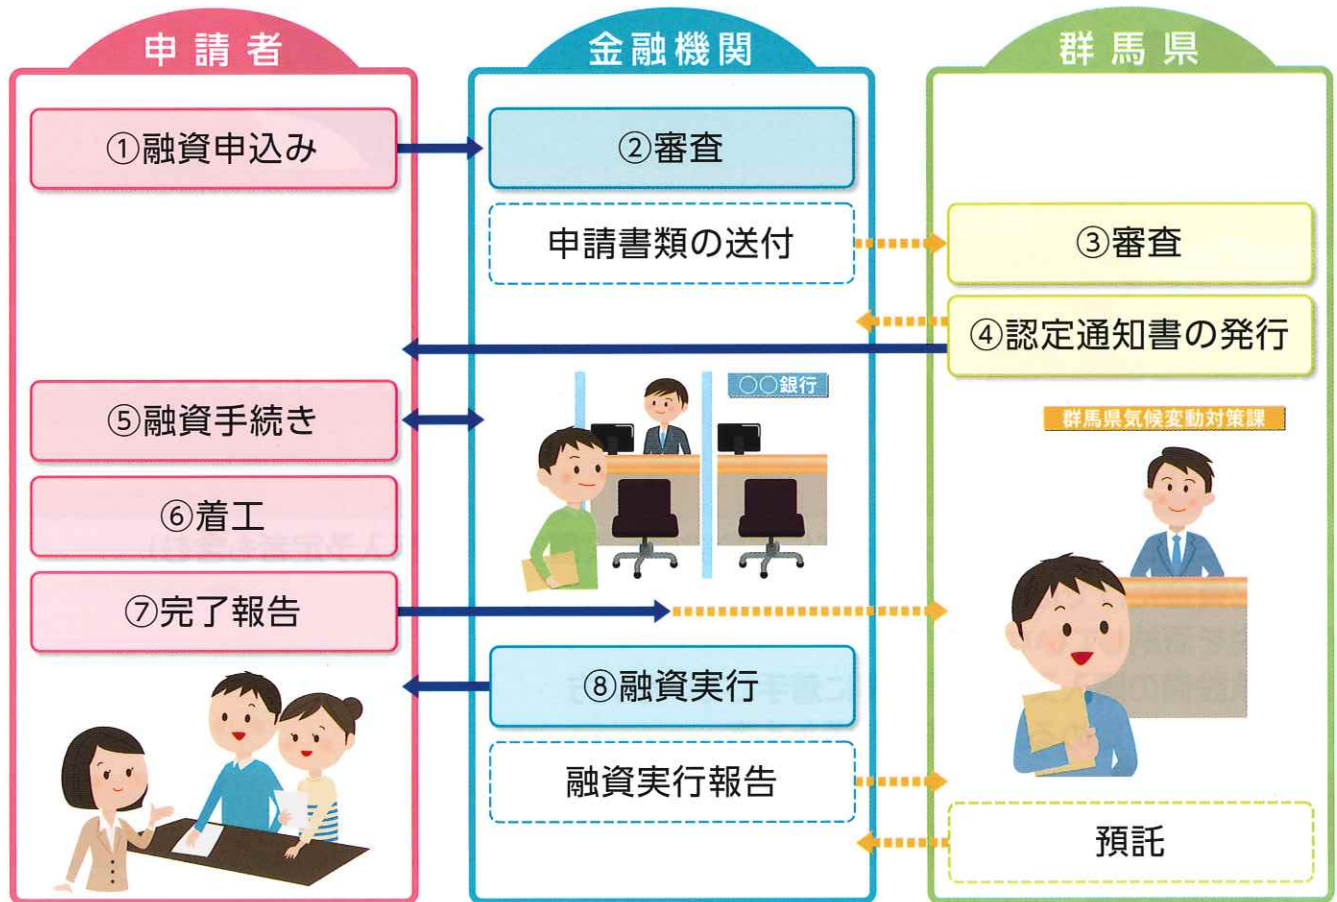 申請者
金融機関
群馬県
①融資申込み
②審査
申請書類の送付
③審査
④認定通知書の発行
⑤融資手続き
○○銀行
群馬県気候変動対策課
⑥着工
⑦完了報告
⑧融資実行
融資実行報告
預託